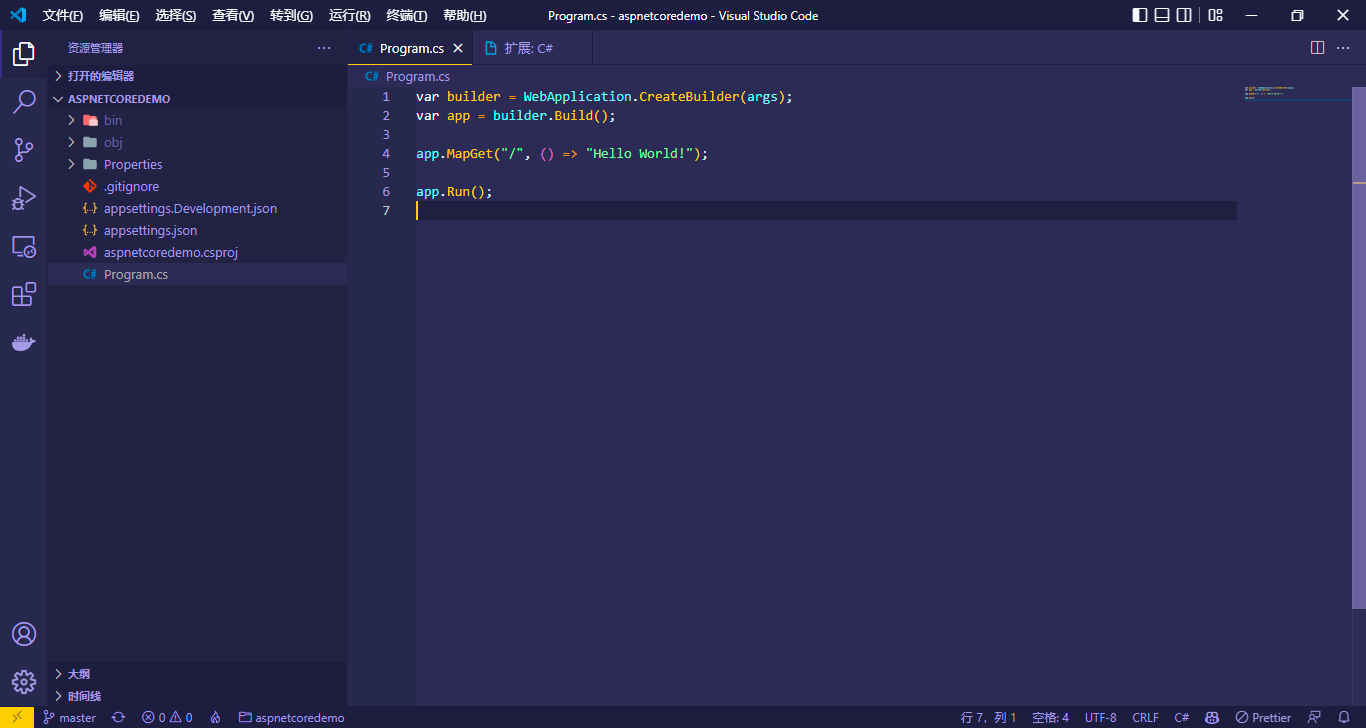 文件(F) 编辑(E) 选择(S) 查看(V) 转到(G) 运行(R) 终端(T) 帮助(H) Program.cs - aspnetcoredemo - Visual Studio Code
资源管理器 ···
打开的编辑器
ASPNETCOREDEMO
bin
obj
Properties
.gitignore
{..} appsettings.Development.json
{..} appsettings.json
aspnetcoredemo.csproj
C# Program.cs
大纲
时间线
C# Program.cs 扩展: C#
C# Program.cs
1 var builder = WebApplication.CreateBuilder(args);
2 var app = builder.Build();
3
4 app.MapGet("/", () => "Hello World!");
5
6 app.Run();
7
master 0 0 aspnetcoredemo 行 7，列 1 空格: 4 UTF-8 CRLF C# Prettier